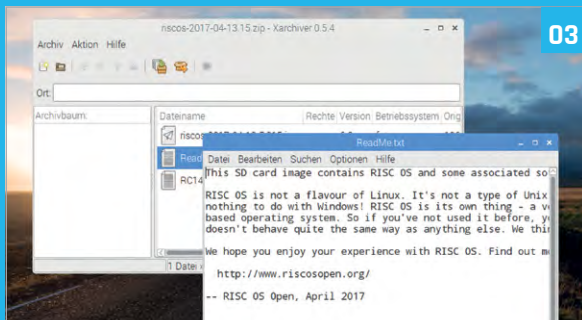 03
riscos-2017-04-13.15.zip - Xarchiver 0.5.4
Archiv Aktion Hilfe
Ort:
Archivbaum:
Dateiname Rechte Version Betriebssystem Orig
riscos
Read
RC14
1 Datei
ReadMe.txt
Datei Bearbeiten Suchen Optionen Hilfe
This SD card image contains RISC OS and some associated so
RISC OS is not a flavour of Linux. It's not a type of Unix
nothing to do with Windows! RISC OS is its own thing - a v
based operating system. So if you've not used it before, y
doesn't behave quite the same way as anything else. We thi
We hope you enjoy your experience with RISC OS. Find out m
http://www.riscosopen.org/
-- RISC OS Open, April 2017